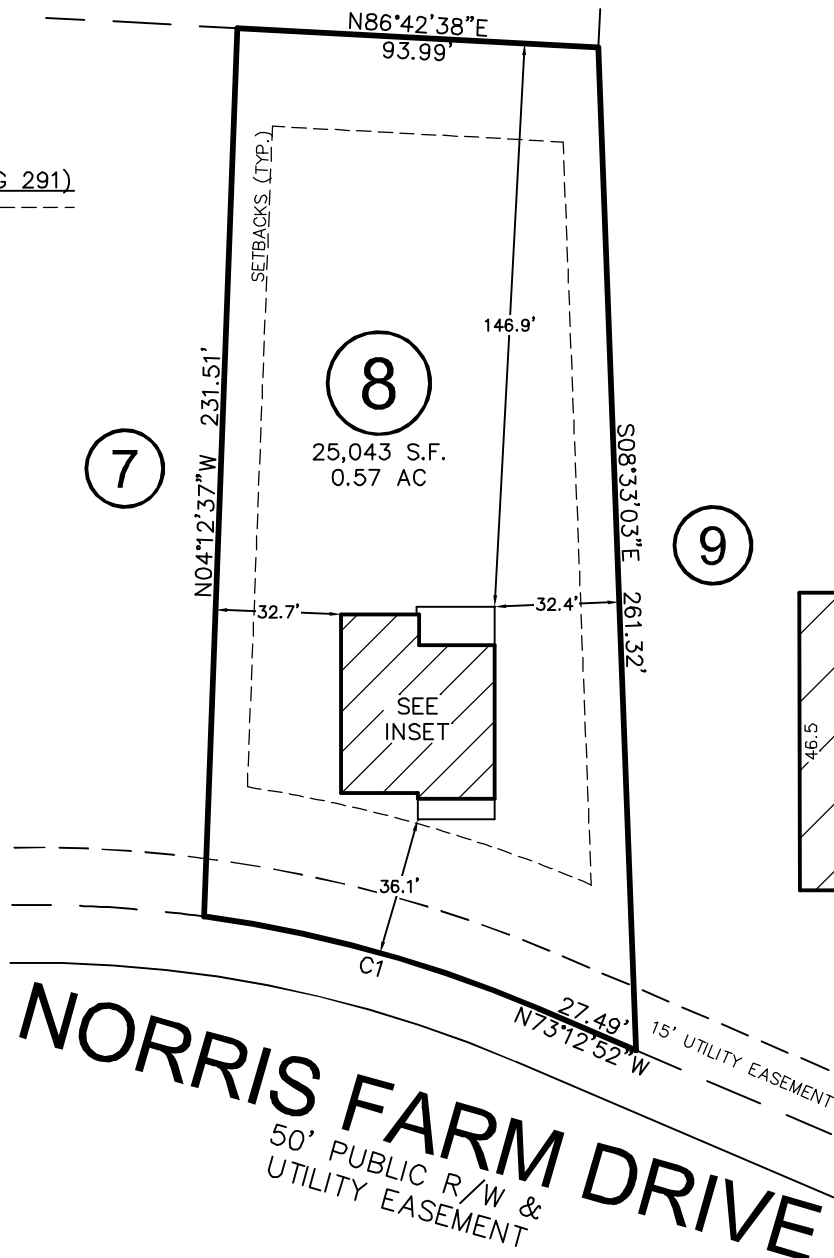 N86°42'38"E
93.99'
G 291)
SETBACKS (TYP.)
146.9'
8
25,043 S.F.
0.57 AC
7
N04°12'37"W 231.51'
S08°33'03"E 261.32'
9
32.7'
32.4'
SEE
INSET
46.5
36.1'
C1
27.49'
N73°12'52"W
15' UTILITY EASEMENT
NORRIS FARM DRIVE
50' PUBLIC R/W &
UTILITY EASEMENT